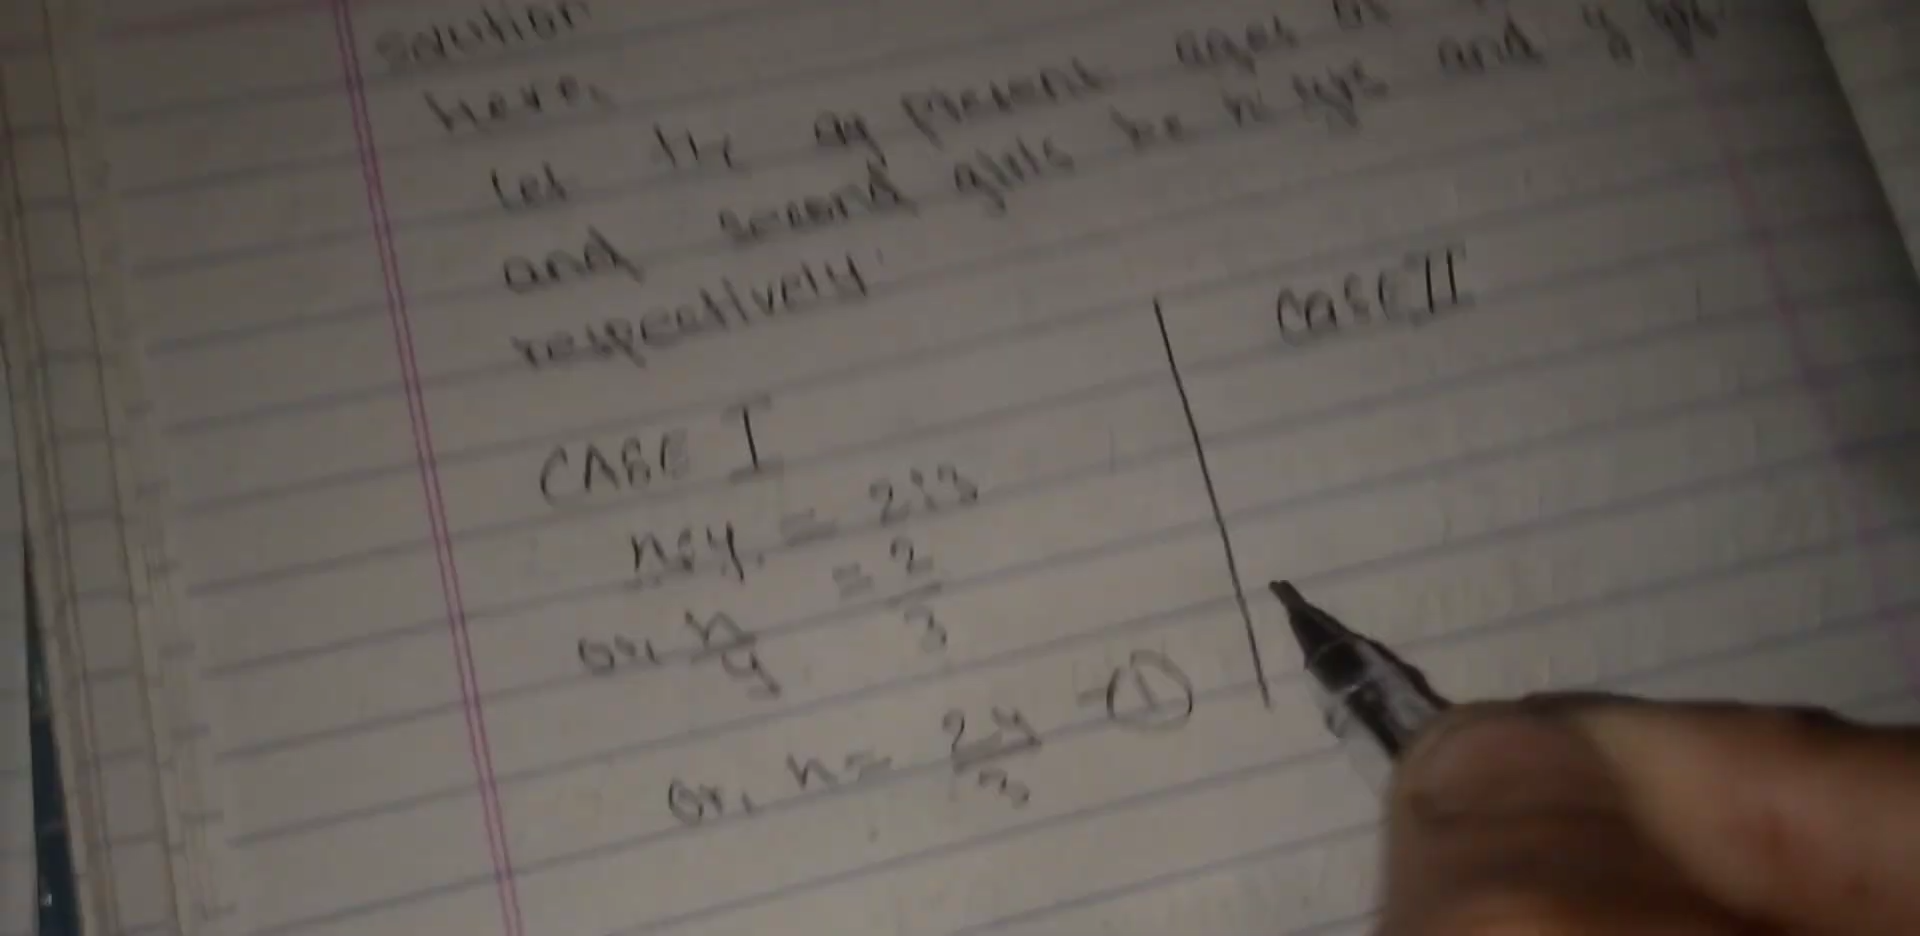 Solution
here,
Let the ag present ages of
and second girls be x yrs and y yrs
respectively.
CASE I
x:y = 2:3
or, x/y = 2/3
or, x = 2y/3 -(1)
CASE II